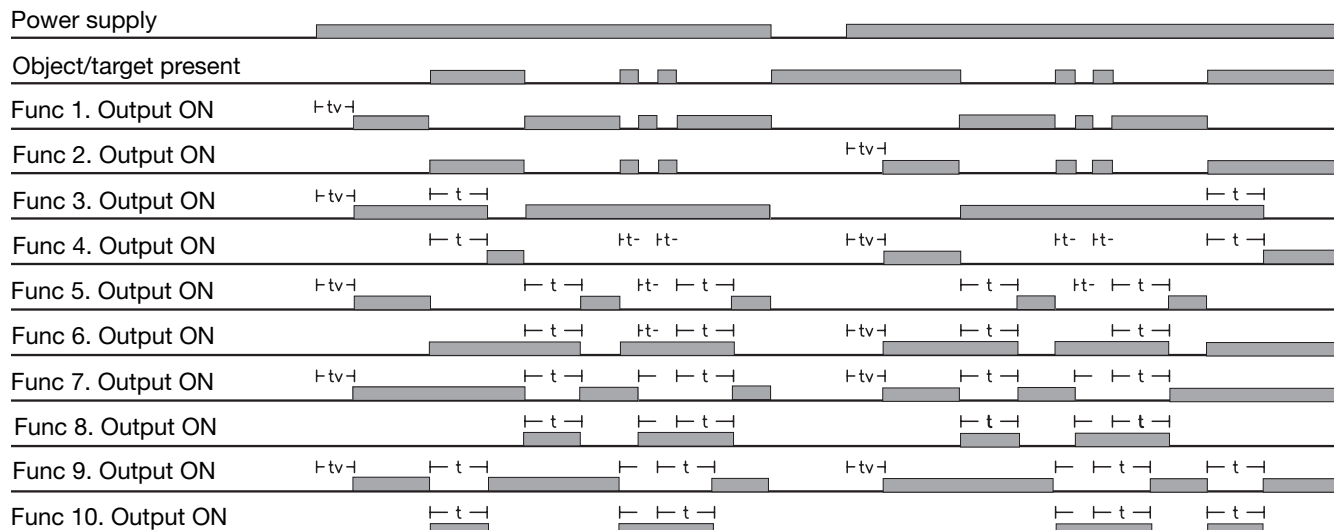 Power supply
Object/target present
Func 1. Output ON tv
Func 2. Output ON tv
Func 3. Output ON tv t t
Func 4. Output ON t t t tv t t t
Func 5. Output ON tv t t t t t t
Func 6. Output ON t t t tv t t
Func 7. Output ON tv t t tv t t
Func 8. Output ON t t t t
Func 9. Output ON tv t t tv t t
Func 10. Output ON t t t t